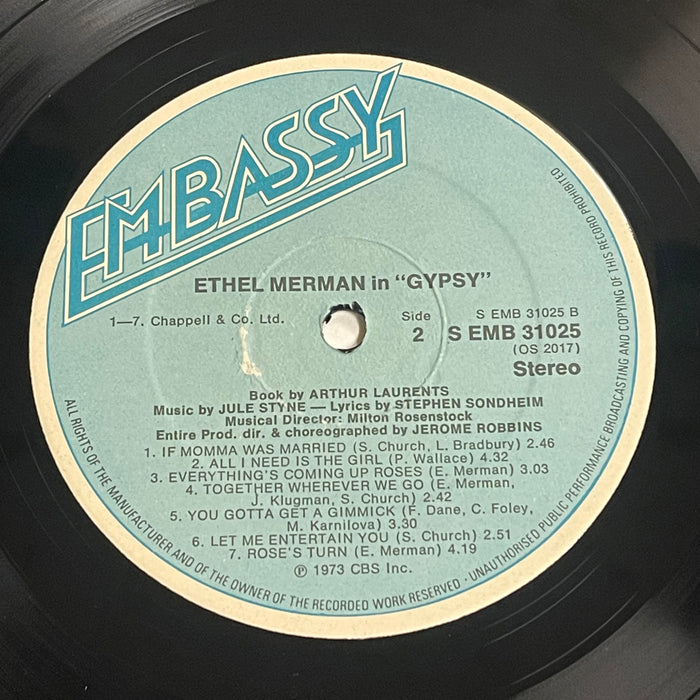 EMBASSY
ETHEL MERMAN in "GYPSY"
1—7. Chappell & Co. Ltd.
Side
2
S EMB 31025 B
S EMB 31025
(OS 2017)
Stereo
Book by ARTHUR LAURENTS
Music by JULE STYNE — Lyrics by STEPHEN SONDHEIM
Musical Director: Milton Rosenstock
Entire Prod. dir. & choreographed by JEROME ROBBINS
1. IF MOMMA WAS MARRIED (S. Church, L. Bradbury) 2.46
2. ALL I NEED IS THE GIRL (P. Wallace) 4.32
3. EVERYTHING'S COMING UP ROSES (E. Merman) 3.03
4. TOGETHER WHEREVER WE GO (E. Merman,
J. Klugman, S. Church) 2.42
5. YOU GOTTA GET A GIMMICK (F. Dane, C. Foley,
M. Karnilova) 3.30
6. LET ME ENTERTAIN YOU (S. Church) 2.51
7. ROSE'S TURN (E. Merman) 4.19
℗ 1973 CBS Inc.
ALL RIGHTS OF THE MANUFACTURER AND OF THE OWNER OF THE RECORDED WORK RESERVED - UNAUTHORISED PUBLIC PERFORMANCE BROADCASTING AND COPYING OF THIS RECORD PROHIBITED